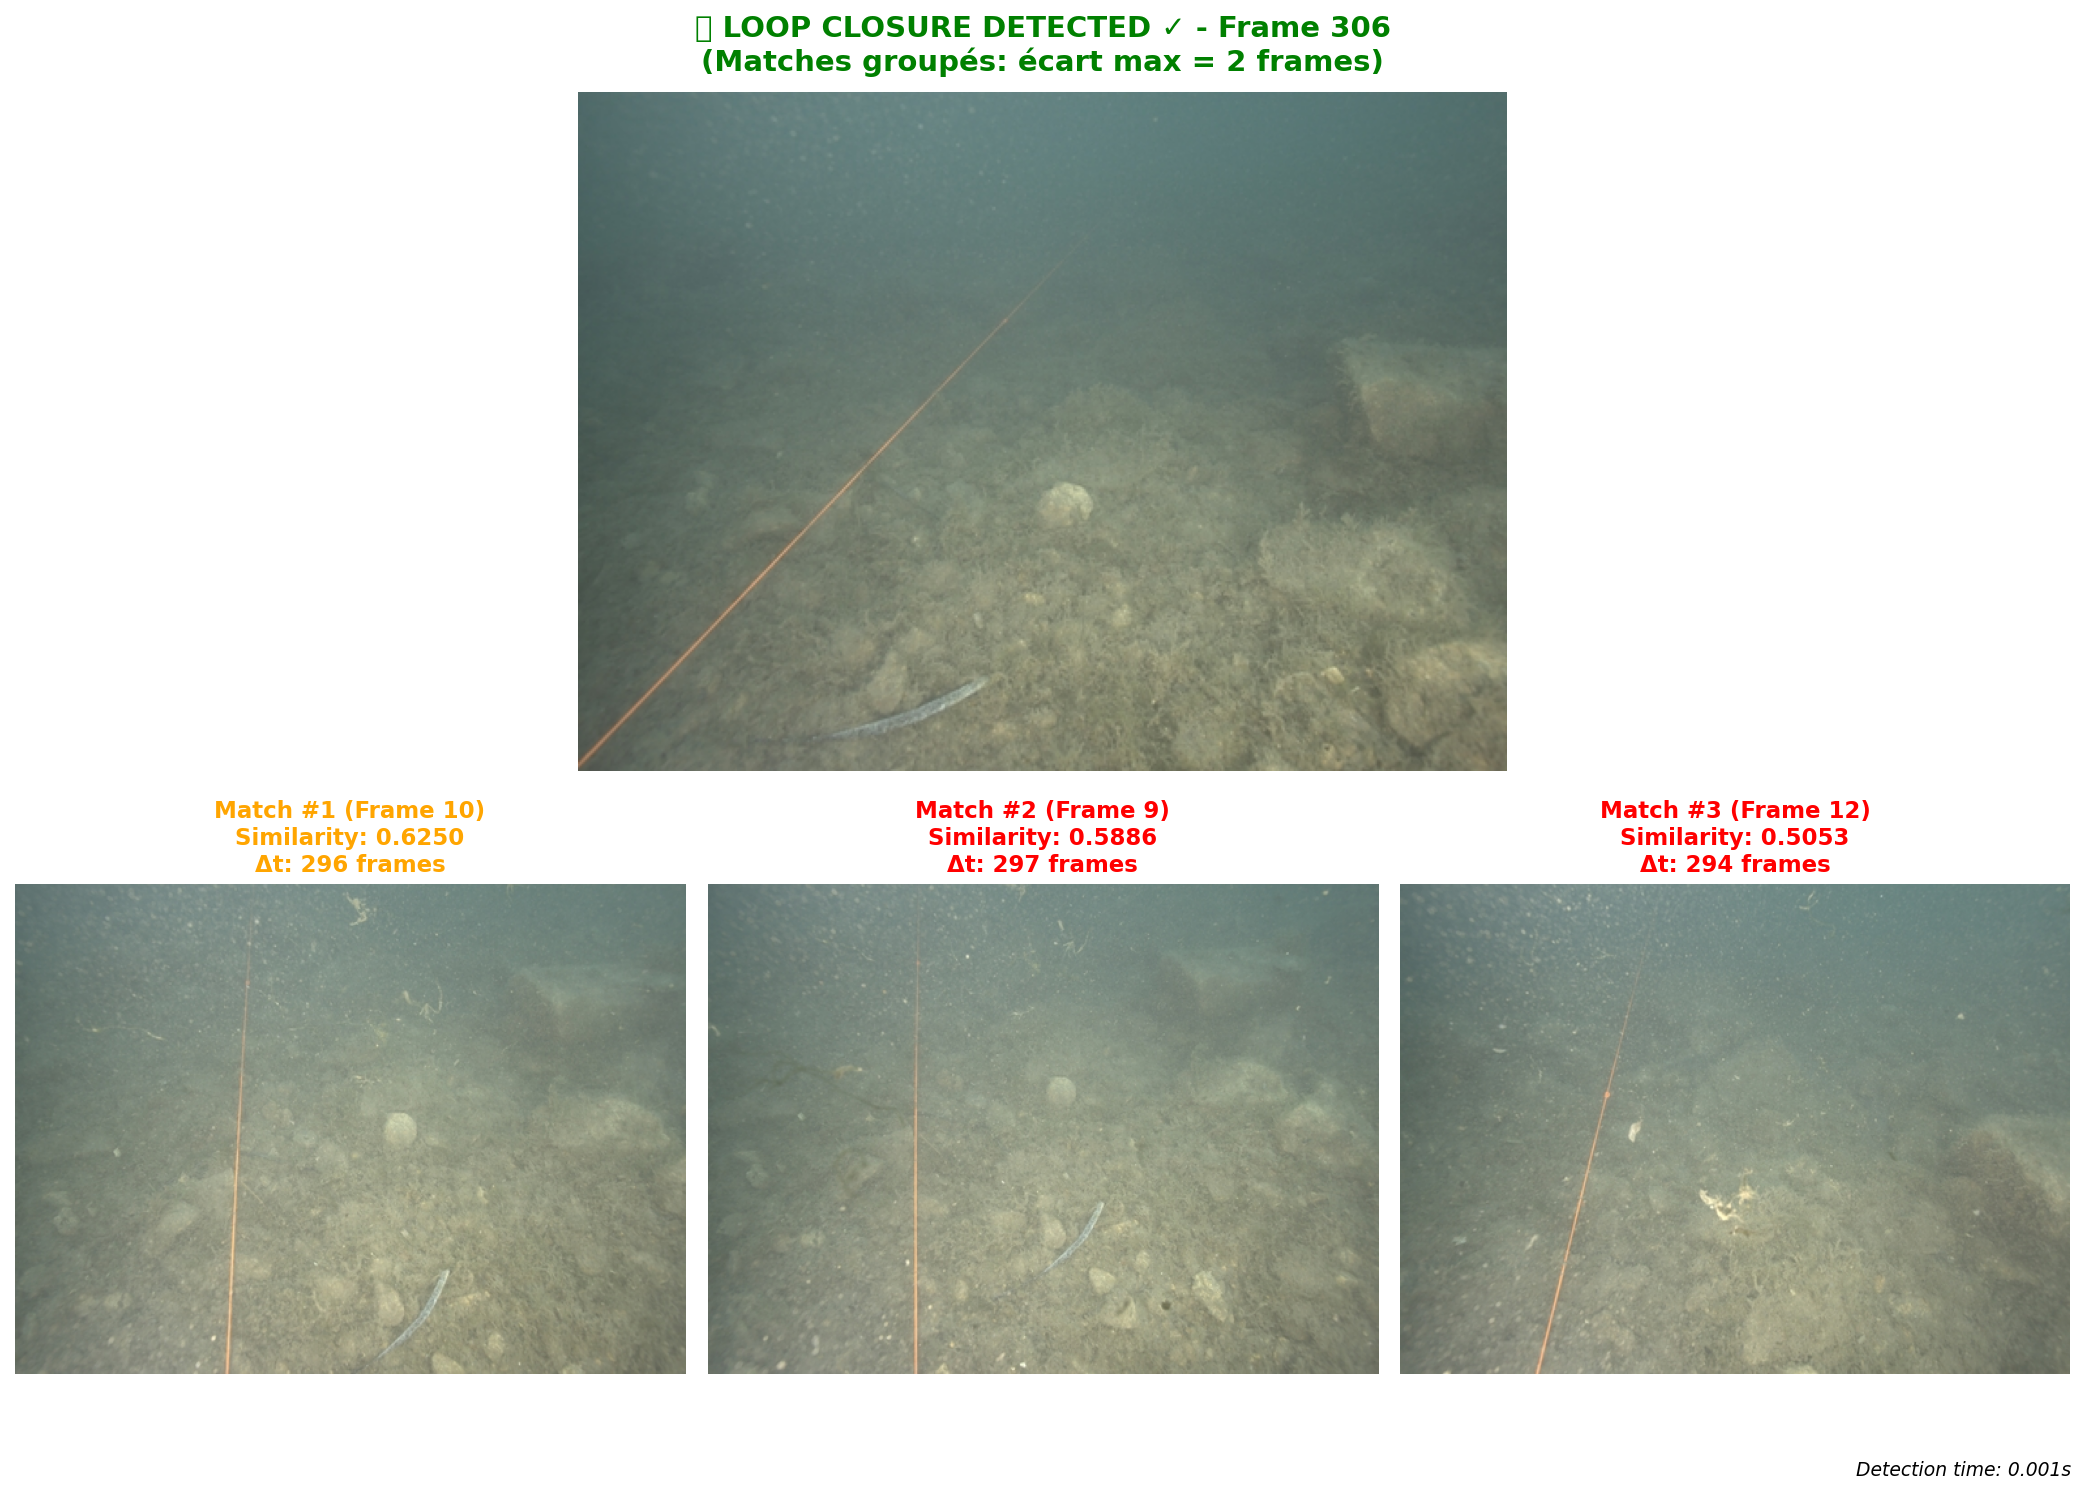 ▯ LOOP CLOSURE DETECTED ✓ - Frame 306
(Matches groupés: écart max = 2 frames)
Match #1 (Frame 10)
Similarity: 0.6250
Δt: 296 frames
Match #2 (Frame 9)
Similarity: 0.5886
Δt: 297 frames
Match #3 (Frame 12)
Similarity: 0.5053
Δt: 294 frames
Detection time: 0.001s